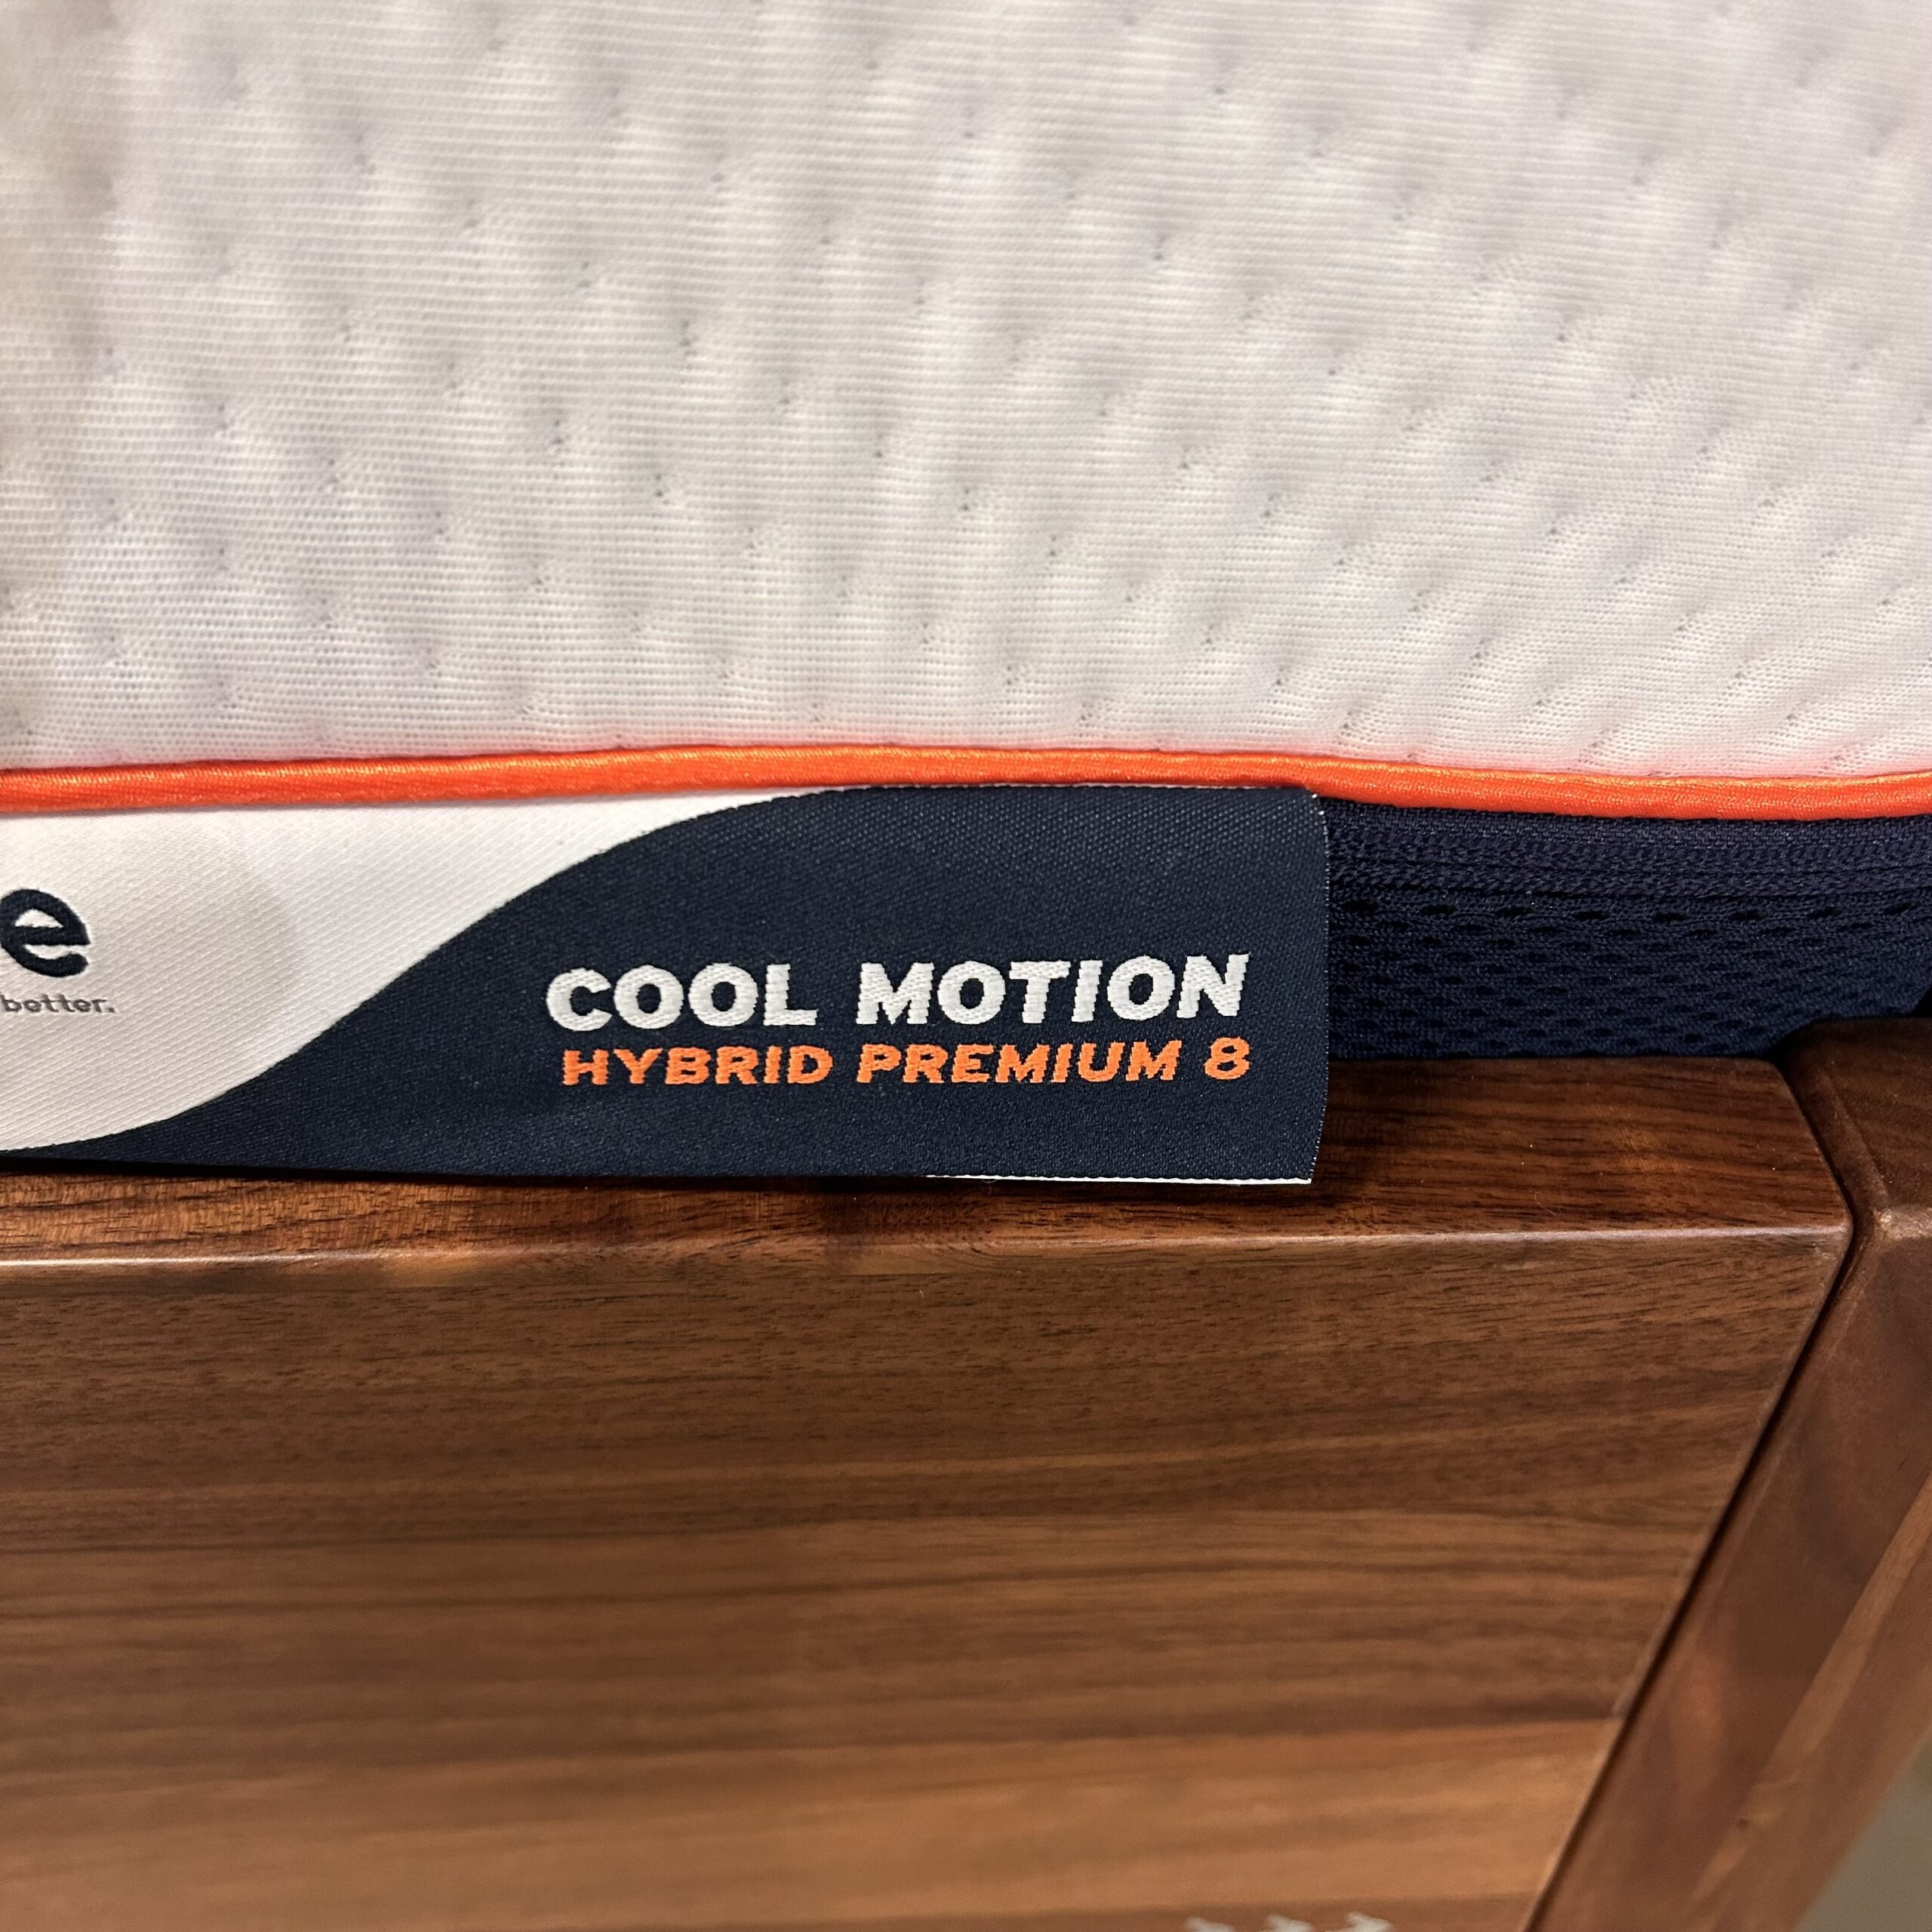 e
better.
COOL MOTION
HYBRID PREMIUM 8